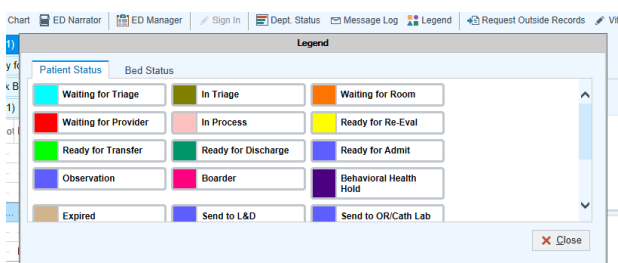 Chart ED Narrator ED Manager Sign In Dept. Status Message Log Legend Request Outside Records
Legend
Patient Status Bed Status
Waiting for Triage In Triage Waiting for Room
Waiting for Provider In Process Ready for Re-Eval
Ready for Transfer Ready for Discharge Ready for Admit
Observation Boarder Behavioral Health
Hold
Expired Send to L&D Send to OR/Cath Lab
Close